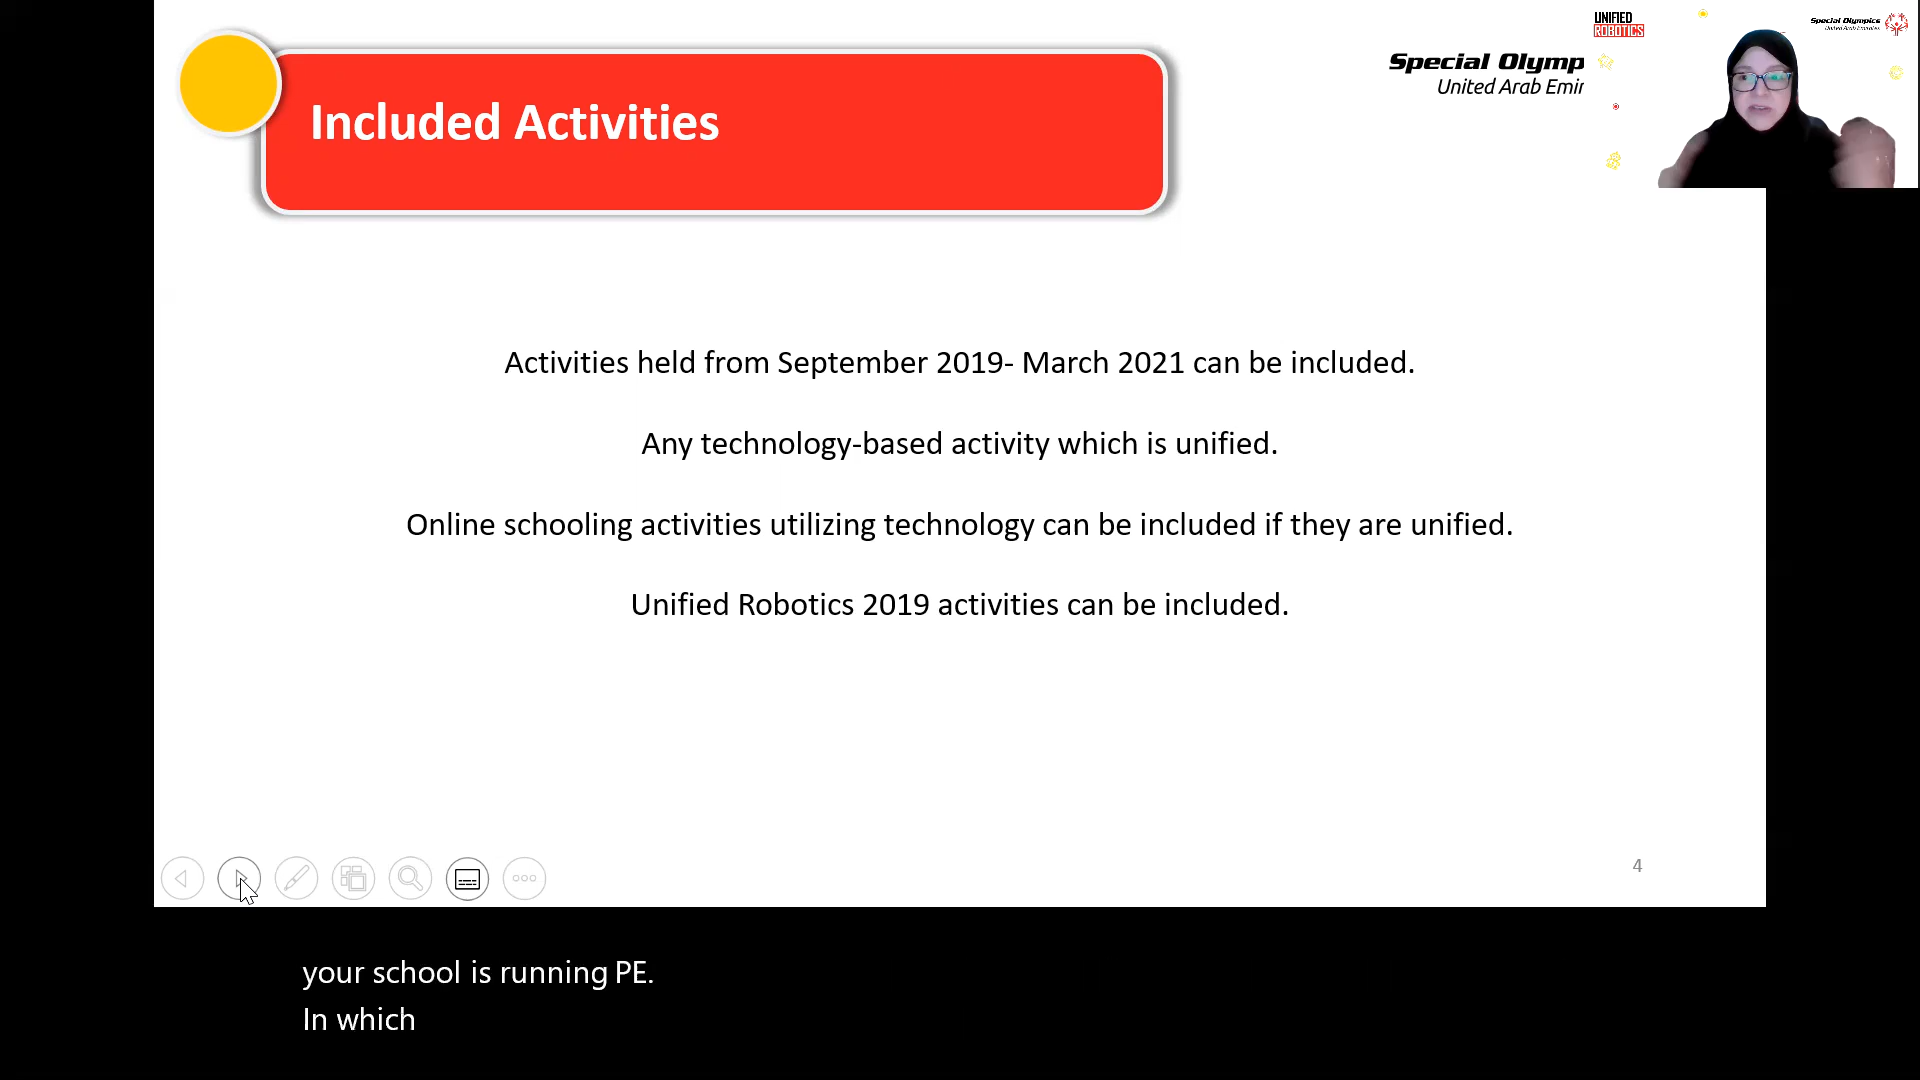 Included Activities
Special Olymp
United Arab Emir
UNIFIED
ROBOTICS
Special Olympics
United Arab Emirates
Activities held from September 2019- March 2021 can be included.
Any technology-based activity which is unified.
Online schooling activities utilizing technology can be included if they are unified.
Unified Robotics 2019 activities can be included.
4
your school is running PE.
In which